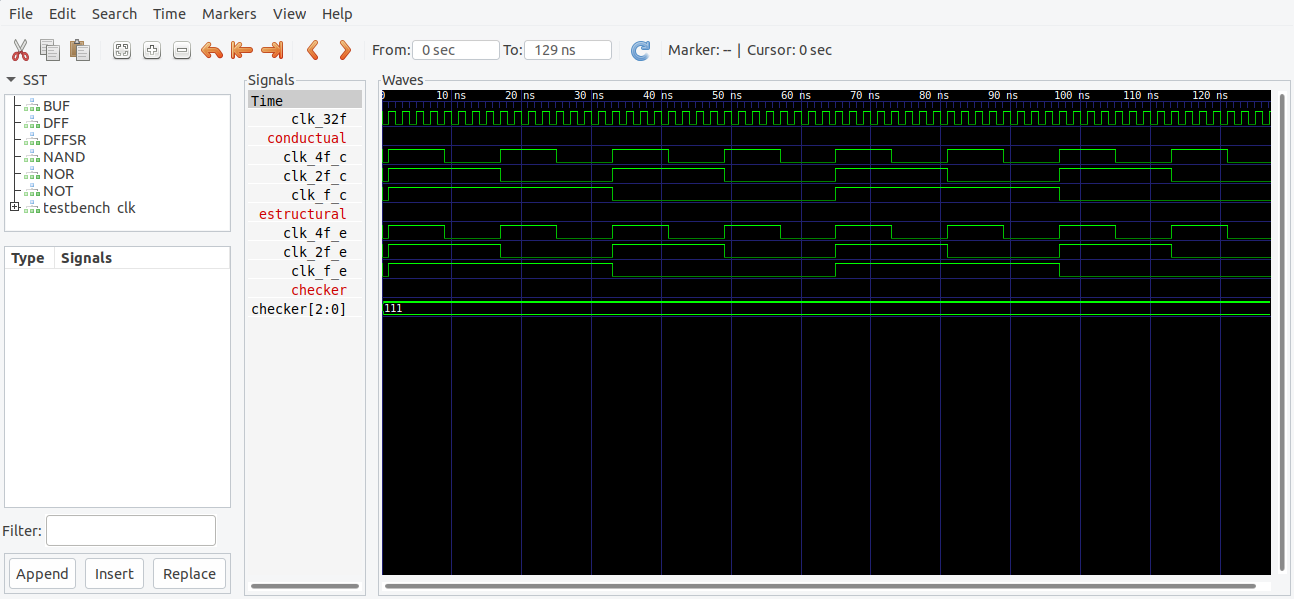 File Edit Search Time Markers View Help
From: 0 sec To: 129 ns Marker: -- | Cursor: 0 sec
SST
BUF
DFF
DFFSR
NAND
NOR
NOT
testbench clk
Type Signals
Filter:
Append Insert Replace
Signals
Time
clk_32f
conductual
clk_4f_c
clk_2f_c
clk_f_c
estructural
clk_4f_e
clk_2f_e
clk_f_e
checker
checker[2:0]
Waves
0 10 ns 20 ns 30 ns 40 ns 50 ns 60 ns 70 ns 80 ns 90 ns 100 ns 110 ns 120 ns
111